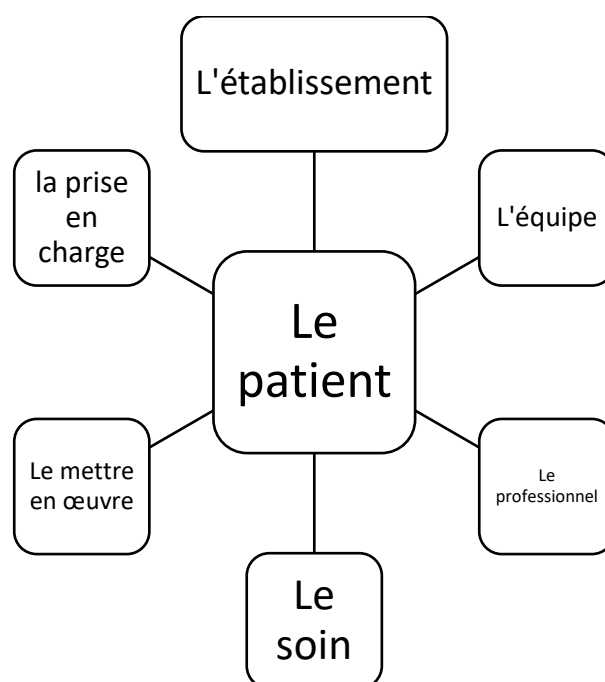 L'établissement
la prise
en
charge
L'équipe
Le
patient
Le mettre
en œuvre
Le
professionnel
Le
soin